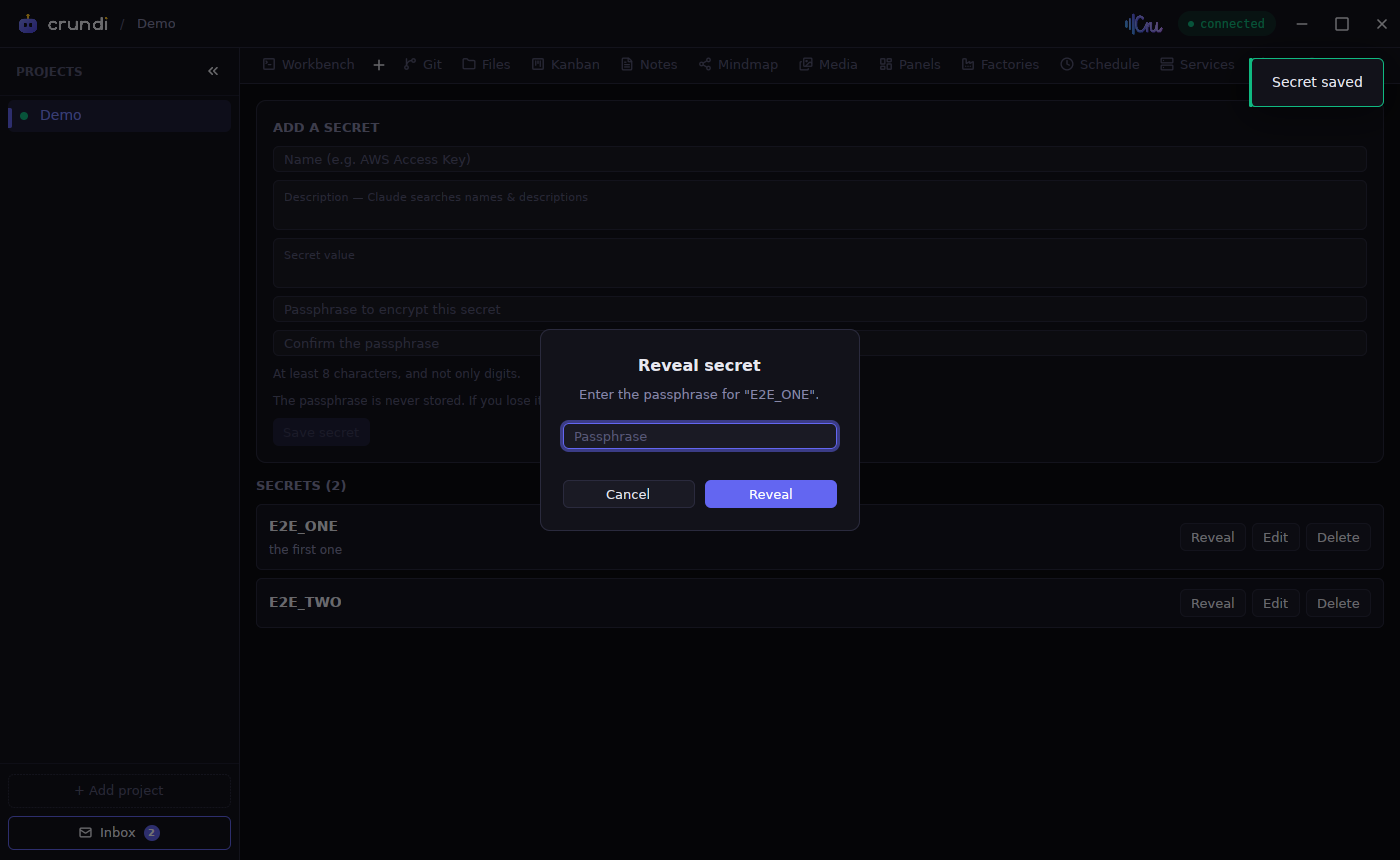 crundi / Demo
Cru
connected
PROJECTS
Workbench + Git Files Kanban Notes Mindmap Media Panels Factories Schedule Services
Secret saved
Demo
ADD A SECRET
Name (e.g. AWS Access Key)
Description — Claude searches names & descriptions
Secret value
Passphrase to encrypt this secret
Confirm the passphrase
At least 8 characters, and not only digits.
The passphrase is never stored. If you lose it
Save secret
Reveal secret
Enter the passphrase for "E2E_ONE".
Passphrase
Cancel Reveal
SECRETS (2)
E2E_ONE
the first one
Reveal Edit Delete
E2E_TWO
Reveal Edit Delete
+ Add project
Inbox 2